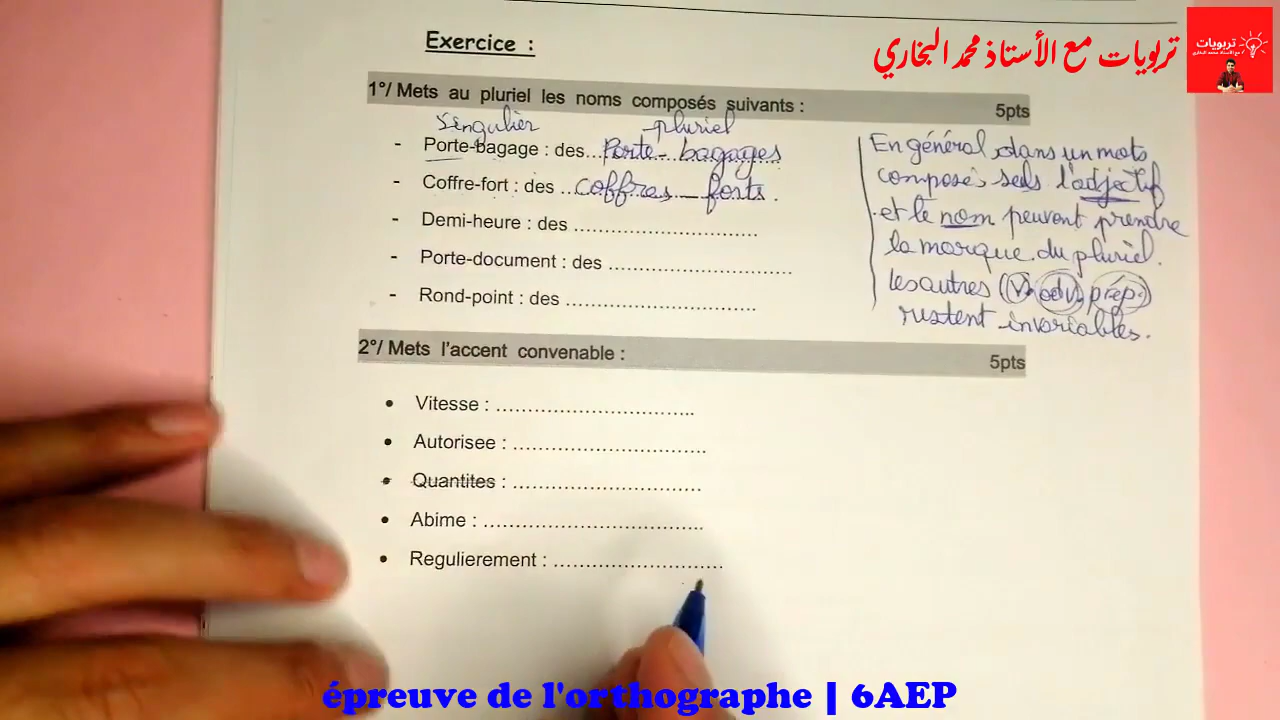 تربويات مع الأستاذ محمد البخاري
تربويات
Exercice :
1°/ Mets au pluriel les noms composés suivants : 5pts
Singulier pluriel
- Porte-bagage : des... Porte - bagages
- Coffre-fort : des ... coffres - forts .
- Demi-heure : des ..............................
- Porte-document : des ..............................
- Rond-point : des ..............................
En général dans un mots
composés seuls l'adjectif
et le nom peuvent prendre
la marque du pluriel.
les autres (V. adv, prép.)
restent invariables.
2°/ Mets l'accent convenable : 5pts
• Vitesse : ..............................
• Autorisee : ..............................
• Quantites : ..............................
• Abime : ..............................
• Regulierement : ..............................
épreuve de l'orthographe | 6AEP